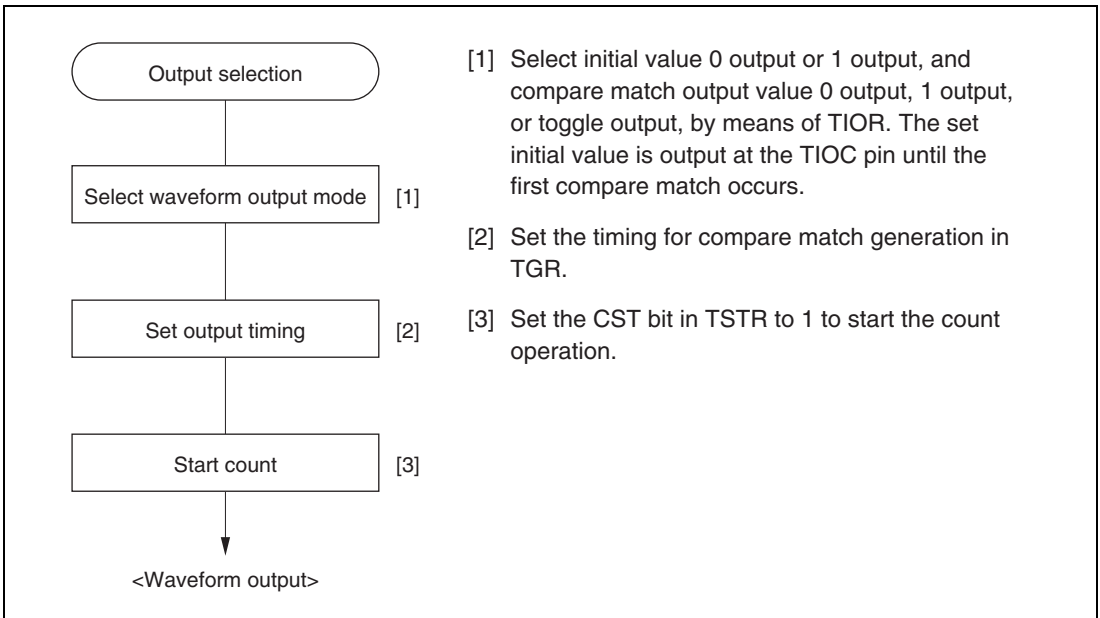 Output selection
Select waveform output mode [1]
Set output timing [2]
Start count [3]
<Waveform output>
[1] Select initial value 0 output or 1 output, and
compare match output value 0 output, 1 output,
or toggle output, by means of TIOR. The set
initial value is output at the TIOC pin until the
first compare match occurs.
[2] Set the timing for compare match generation in
TGR.
[3] Set the CST bit in TSTR to 1 to start the count
operation.